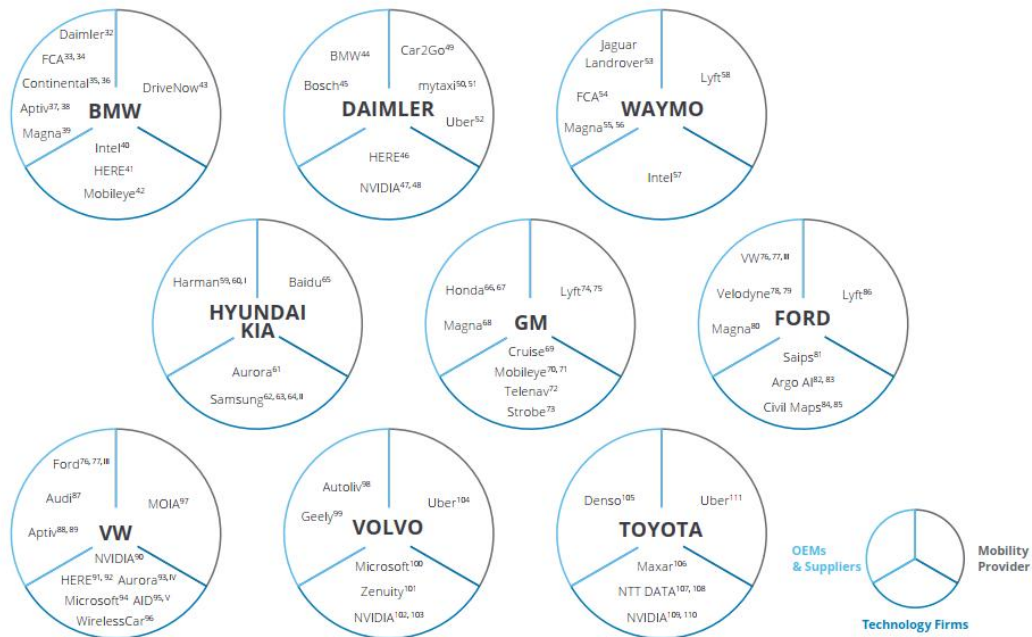 Daimler³²
FCA³³, ³⁴
Continental³⁵, ³⁶
Aptiv³⁷, ³⁸
Magna³⁹
DriveNow⁴³
BMW
Intel⁴⁰
HERE⁴¹
Mobileye⁴²
BMW⁴⁴
Bosch⁴⁵
Car2Go⁴⁹
mytaxi⁵⁰, ⁵¹
Uber⁵²
DAIMLER
HERE⁴⁶
NVIDIA⁴⁷, ⁴⁸
Jaguar
Landrover⁵³
FCA⁵⁴
Magna⁵⁵, ⁵⁶
Lyft⁵⁸
WAYMO
Intel⁵⁷
Harman⁵⁹, ⁶⁰, ᴵ
Baidu⁶⁵
HYUNDAI
KIA
Aurora⁶¹
Samsung⁶², ⁶³, ⁶⁴, ᴵᴵ
Honda⁶⁶, ⁶⁷
Magna⁶⁸
Lyft⁷⁴, ⁷⁵
GM
Cruise⁶⁹
Mobileye⁷⁰, ⁷¹
Telenav⁷²
Strobe⁷³
VW⁷⁶, ⁷⁷, ᴵᴵᴵ
Velodyne⁷⁸, ⁷⁹
Magna⁸⁰
Lyft⁸⁶
FORD
Saips⁸¹
Argo AI⁸², ⁸³
Civil Maps⁸⁴, ⁸⁵
Ford⁷⁶, ⁷⁷, ᴵᴵᴵ
Audi⁸⁷
Aptiv⁸⁸, ⁸⁹
MOIA⁹⁷
VW
NVIDIA⁹⁰
HERE⁹¹, ⁹² Aurora⁹³, ᴵⱽ
Microsoft⁹⁴ AID⁹⁵, ⱽ
WirelessCar⁹⁶
Autoliv⁹⁸
Geely⁹⁹
Uber¹⁰⁴
VOLVO
Microsoft¹⁰⁰
Zenuity¹⁰¹
NVIDIA¹⁰², ¹⁰³
Denso¹⁰⁵
Uber¹¹¹
TOYOTA
Maxar¹⁰⁶
NTT DATA¹⁰⁷, ¹⁰⁸
NVIDIA¹⁰⁹, ¹¹⁰
OEMs
& Suppliers
Mobility
Provider
Technology Firms